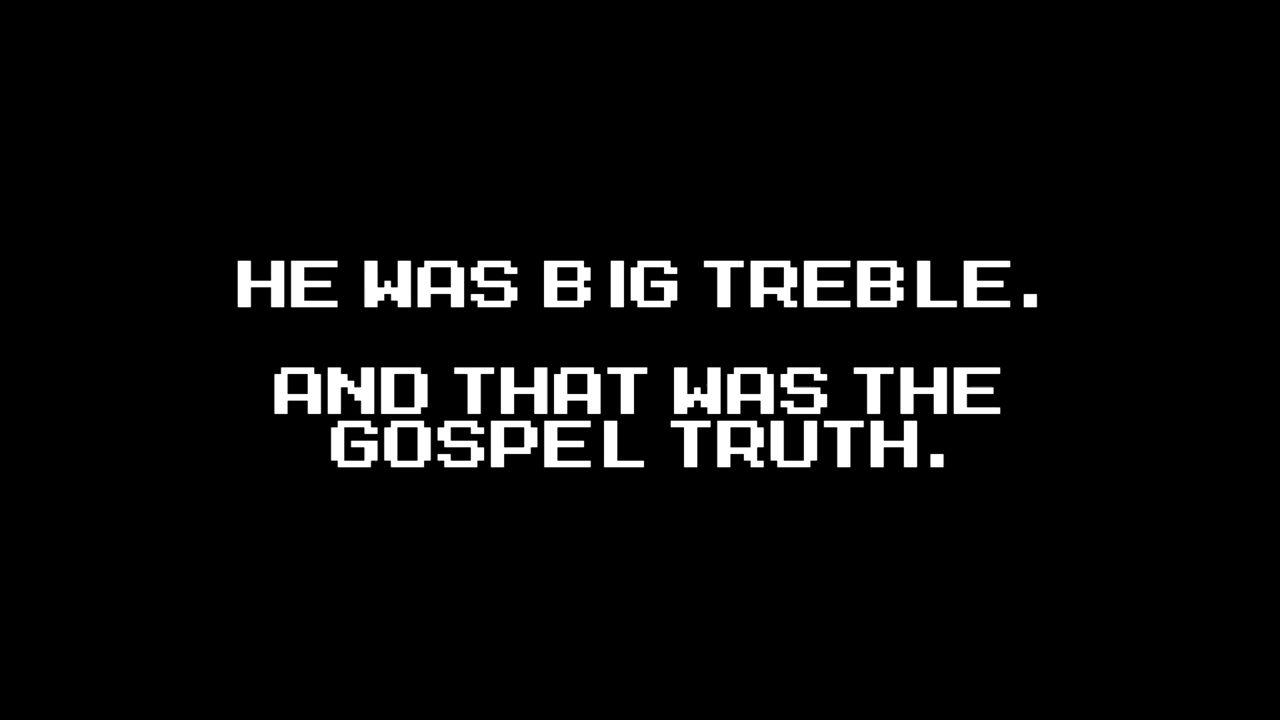 HE WAS BIG TREBLE.
AND THAT WAS THE
GOSPEL TRUTH.